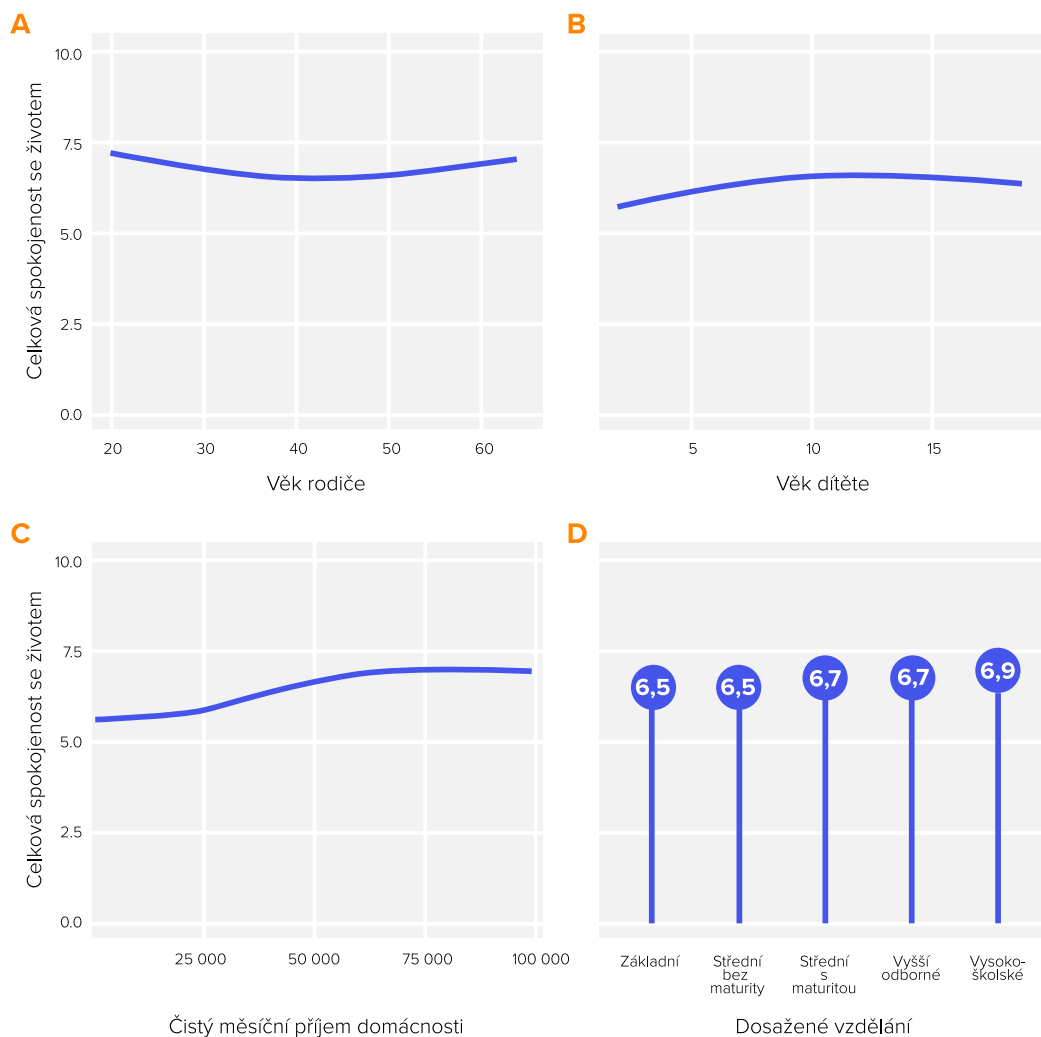 A
Celková spokojenost se životem
10.0
7.5
5.0
2.5
0.0
20 30 40 50 60
Věk rodiče
B
5 10 15
Věk dítěte
C
Celková spokojenost se životem
10.0
7.5
5.0
2.5
0.0
25 000 50 000 75 000 100 000
Čistý měsíční příjem domácnosti
D
6,5 6,5 6,7 6,7 6,9
Základní
Střední
bez
maturity
Střední
s
maturitou
Vyšší
odborné
Vysoko-
školské
Dosažené vzdělání